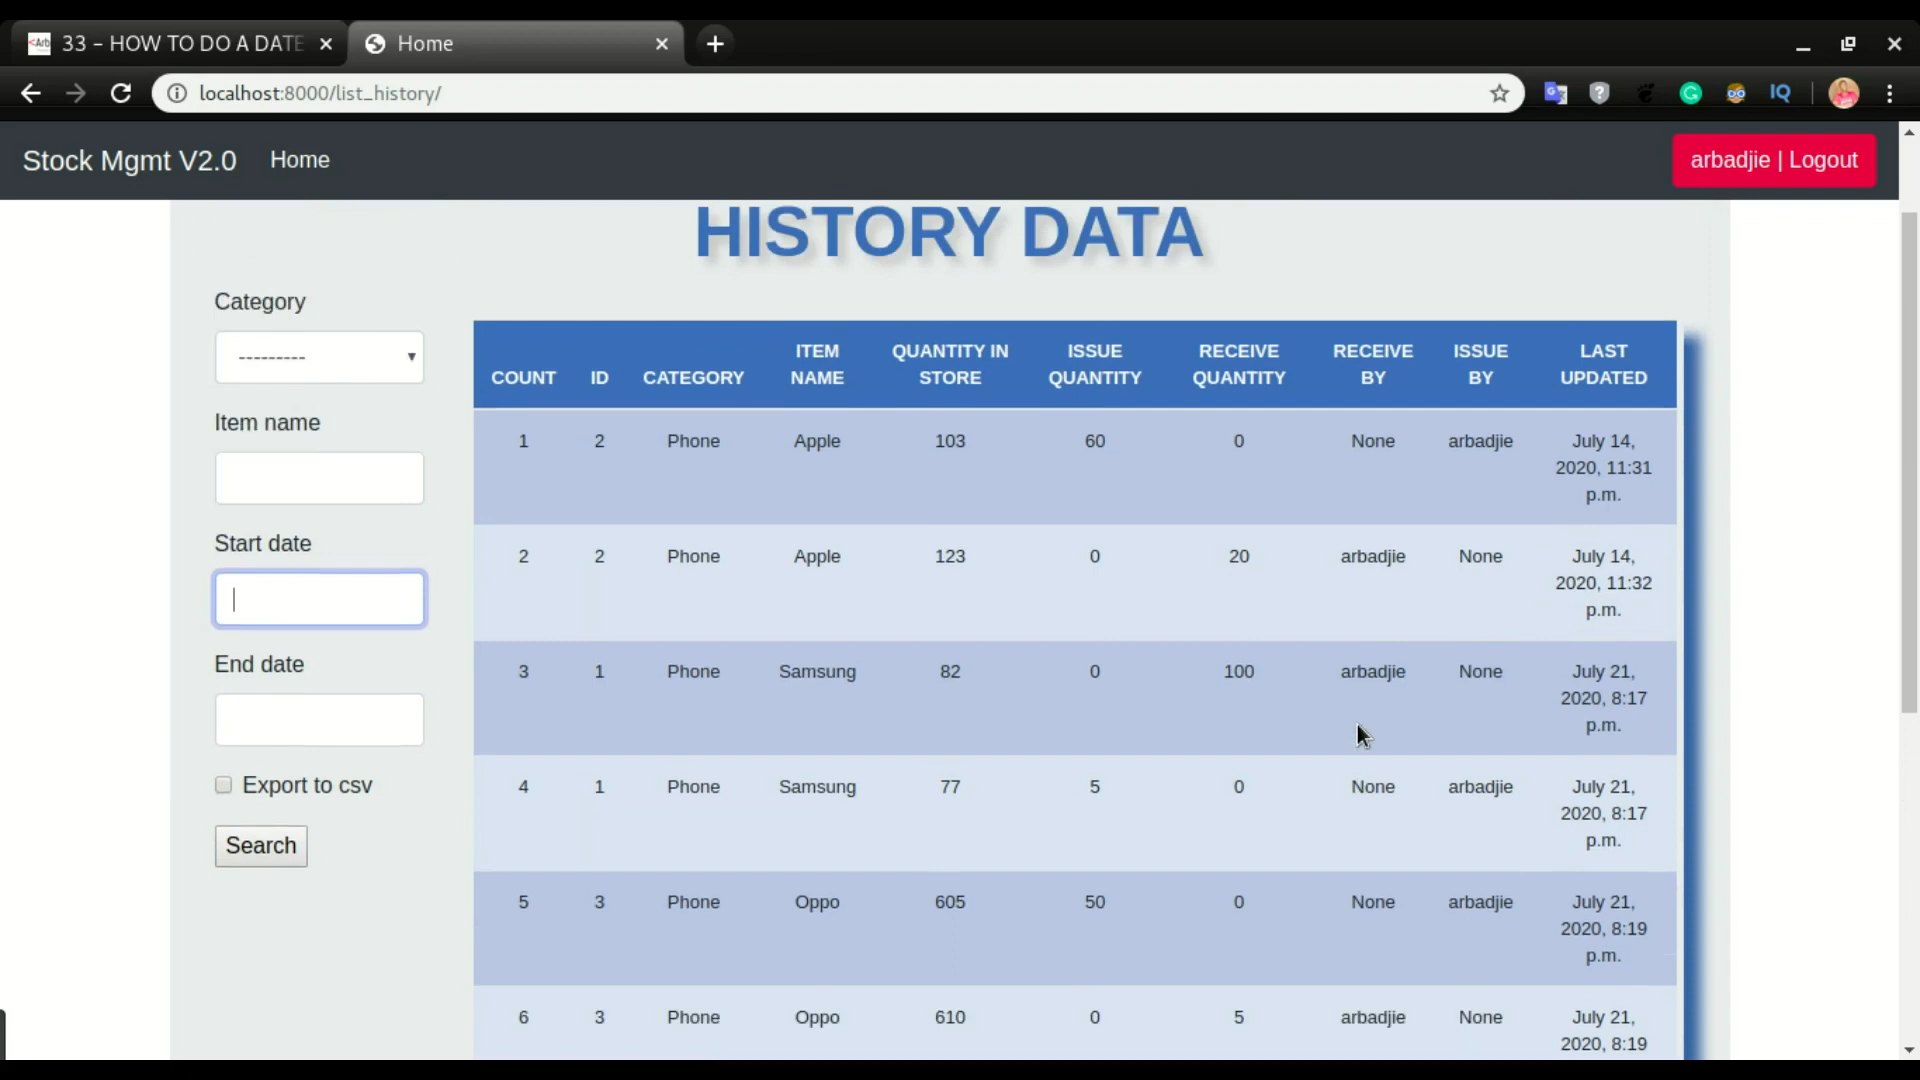 33 – HOW TO DO A DATE
Home
localhost:8000/list_history/
IQ
Stock Mgmt V2.0 Home
arbadjie | Logout
HISTORY DATA
Category
---------
Item name
Start date
End date
Export to csv
Search
COUNT ID CATEGORY ITEM NAME QUANTITY IN STORE ISSUE QUANTITY RECEIVE QUANTITY RECEIVE BY ISSUE BY LAST UPDATED
1 2 Phone Apple 103 60 0 None arbadjie July 14, 2020, 11:31 p.m.
2 2 Phone Apple 123 0 20 arbadjie None July 14, 2020, 11:32 p.m.
3 1 Phone Samsung 82 0 100 arbadjie None July 21, 2020, 8:17 p.m.
4 1 Phone Samsung 77 5 0 None arbadjie July 21, 2020, 8:17 p.m.
5 3 Phone Oppo 605 50 0 None arbadjie July 21, 2020, 8:19 p.m.
6 3 Phone Oppo 610 0 5 arbadjie None July 21, 2020, 8:19